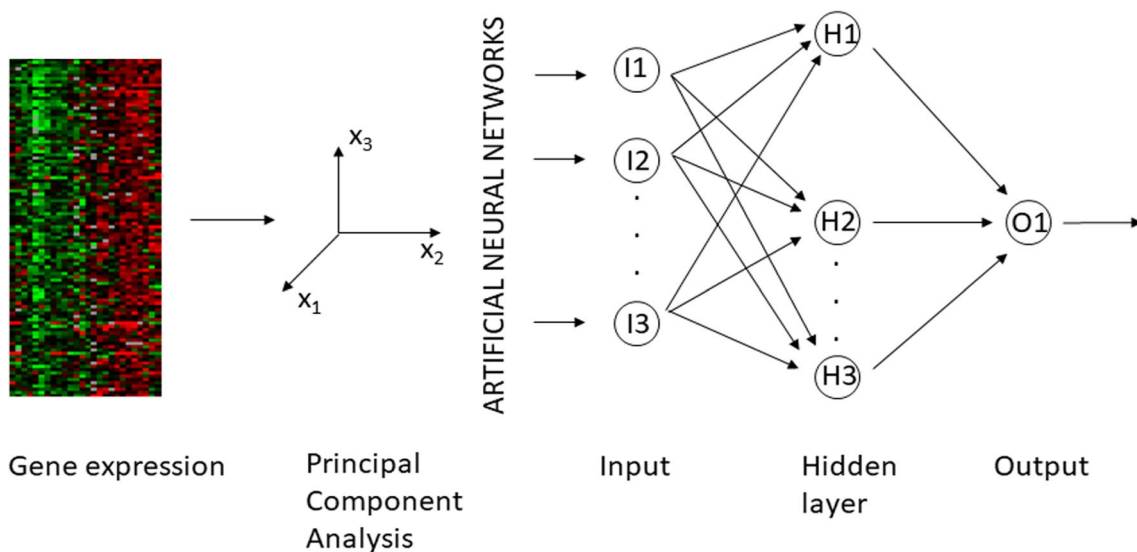 ARTIFICIAL NEURAL NETWORKS
x3
x2
x1
I1
I2
I3
H1
H2
H3
O1
Gene expression
Principal
Component
Analysis
Input
Hidden
layer
Output